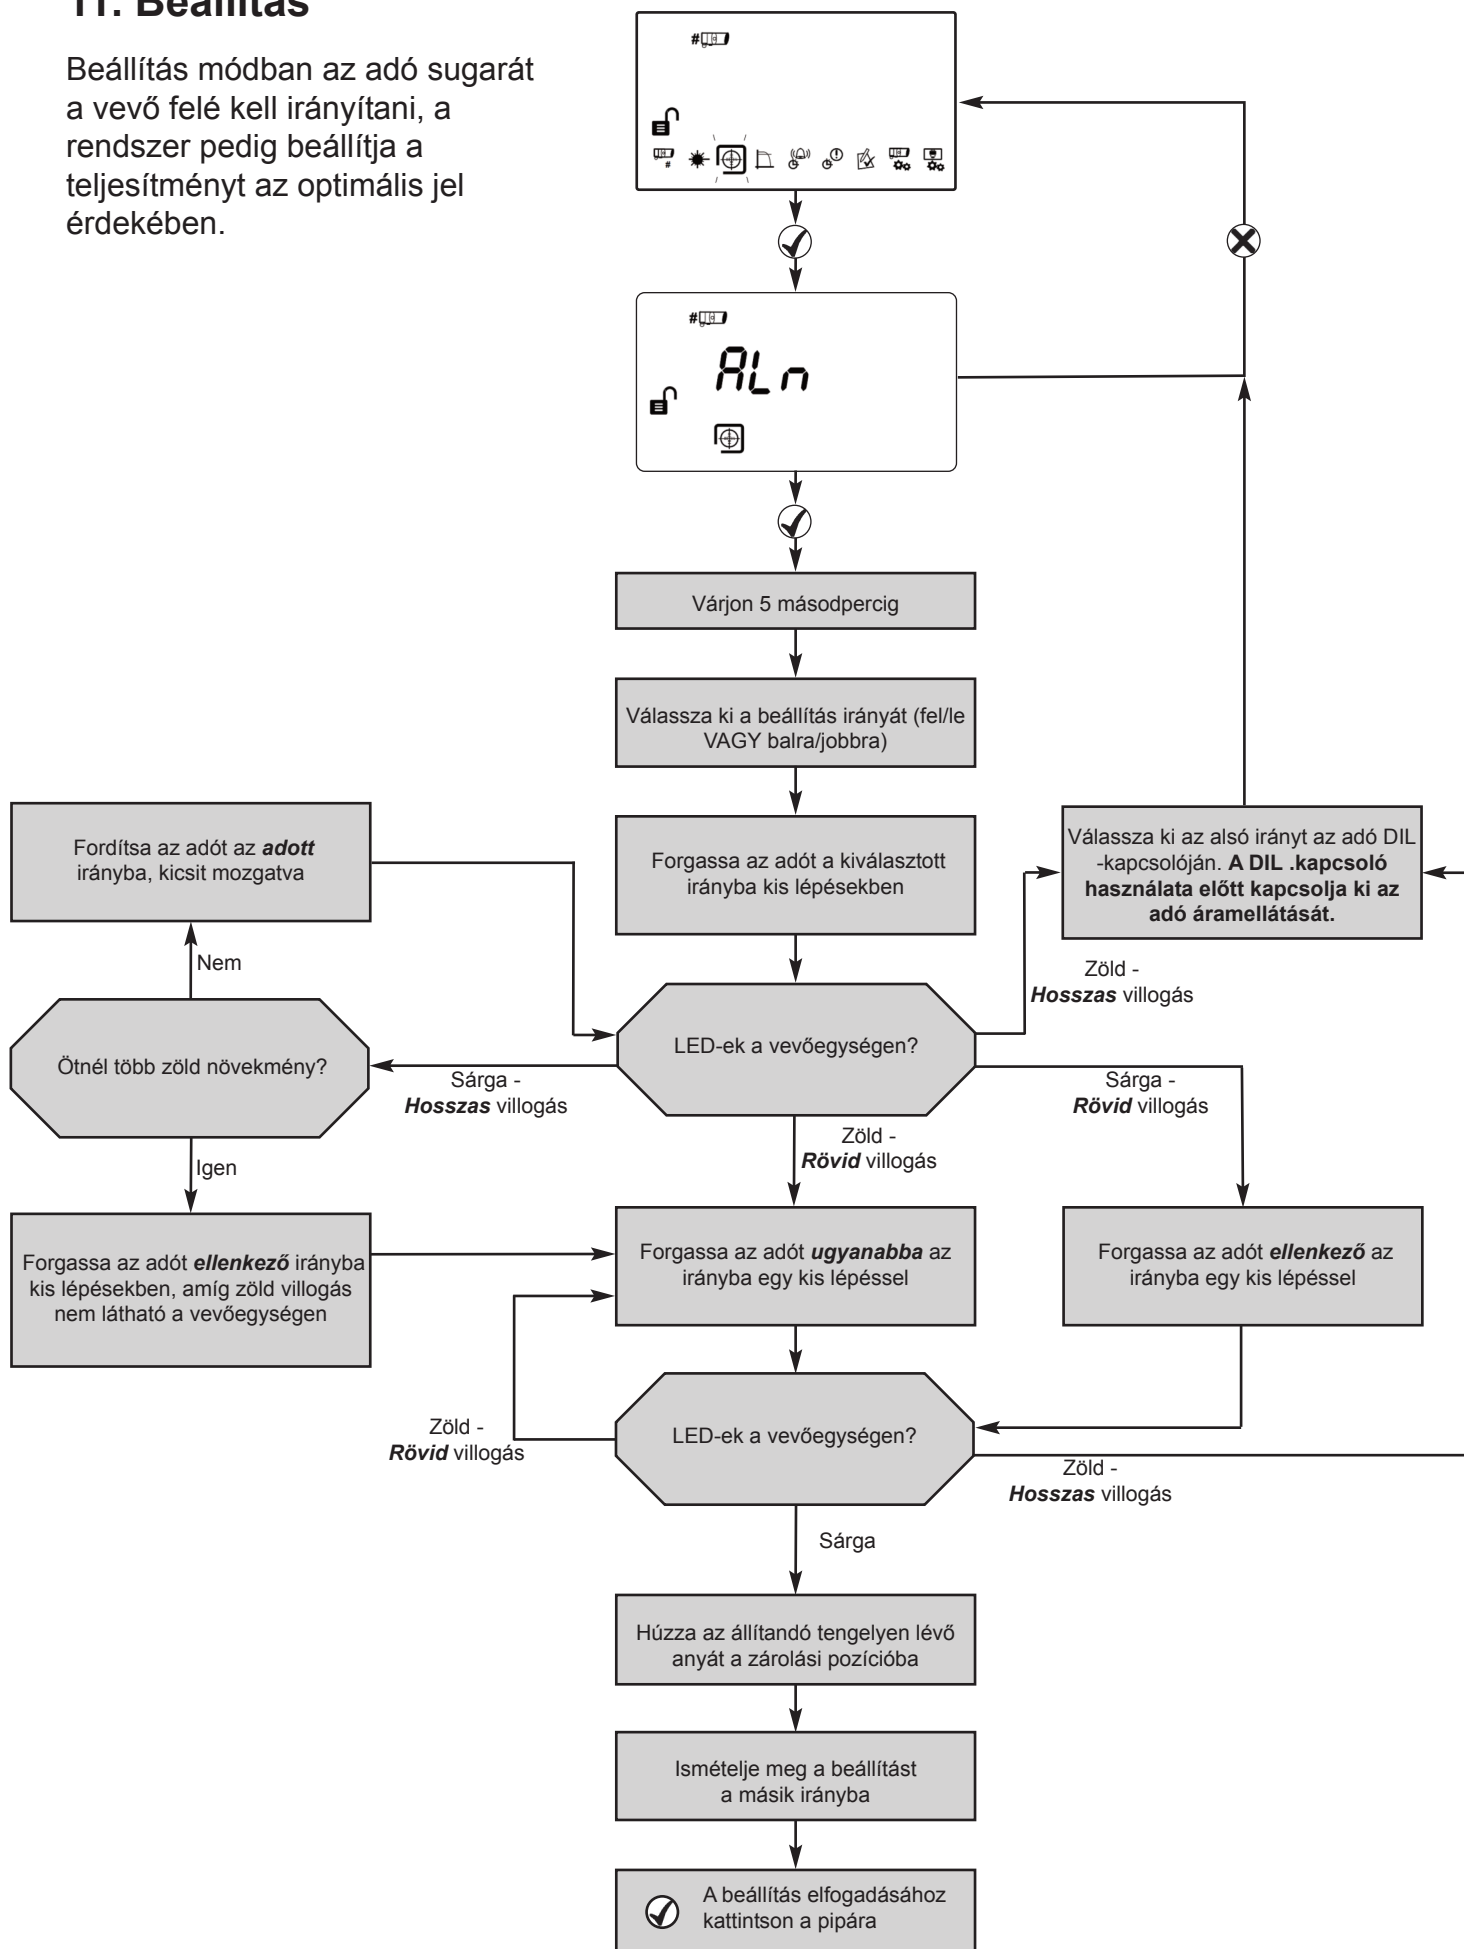 11. Beállítás
Beállítás módban az adó sugarát
a vevő felé kell irányítani, a
rendszer pedig beállítja a
teljesítményt az optimális jel
érdekében.
#
#
#
ALn
Várjon 5 másodpercig
Válassza ki a beállítás irányát (fel/le
VAGY balra/jobbra)
Fordítsa az adót az adott
irányba, kicsit mozgatva
Forgassa az adót a kiválasztott
irányba kis lépésekben
Válassza ki az alsó irányt az adó DIL
-kapcsolóján. A DIL .kapcsoló
használata előtt kapcsolja ki az
adó áramellátását.
Nem
Zöld -
Hosszas villogás
Ötnél több zöld növekmény?
LED-ek a vevőegységen?
Sárga -
Hosszas villogás
Sárga -
Rövid villogás
Zöld -
Rövid villogás
Igen
Forgassa az adót ellenkező irányba
kis lépésekben, amíg zöld villogás
nem látható a vevőegységen
Forgassa az adót ugyanabba az
irányba egy kis lépéssel
Forgassa az adót ellenkező az
irányba egy kis lépéssel
Zöld -
Rövid villogás
LED-ek a vevőegységen?
Zöld -
Hosszas villogás
Sárga
Húzza az állítandó tengelyen lévő
anyát a zárolási pozícióba
Ismételje meg a beállítást
a másik irányba
A beállítás elfogadásához
kattintson a pipára